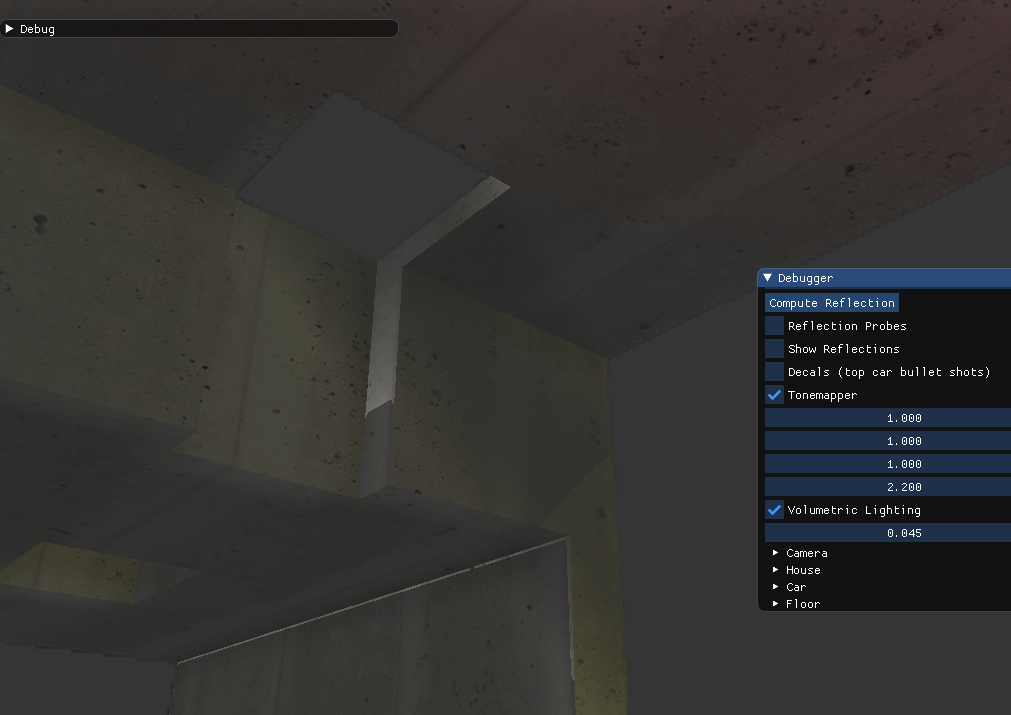 Debug
Debugger
Compute Reflection
Reflection Probes
Show Reflections
Decals (top car bullet shots)
Tonemapper
1.000
1.000
1.000
2.200
Volumetric Lighting
0.045
Camera
House
Car
Floor